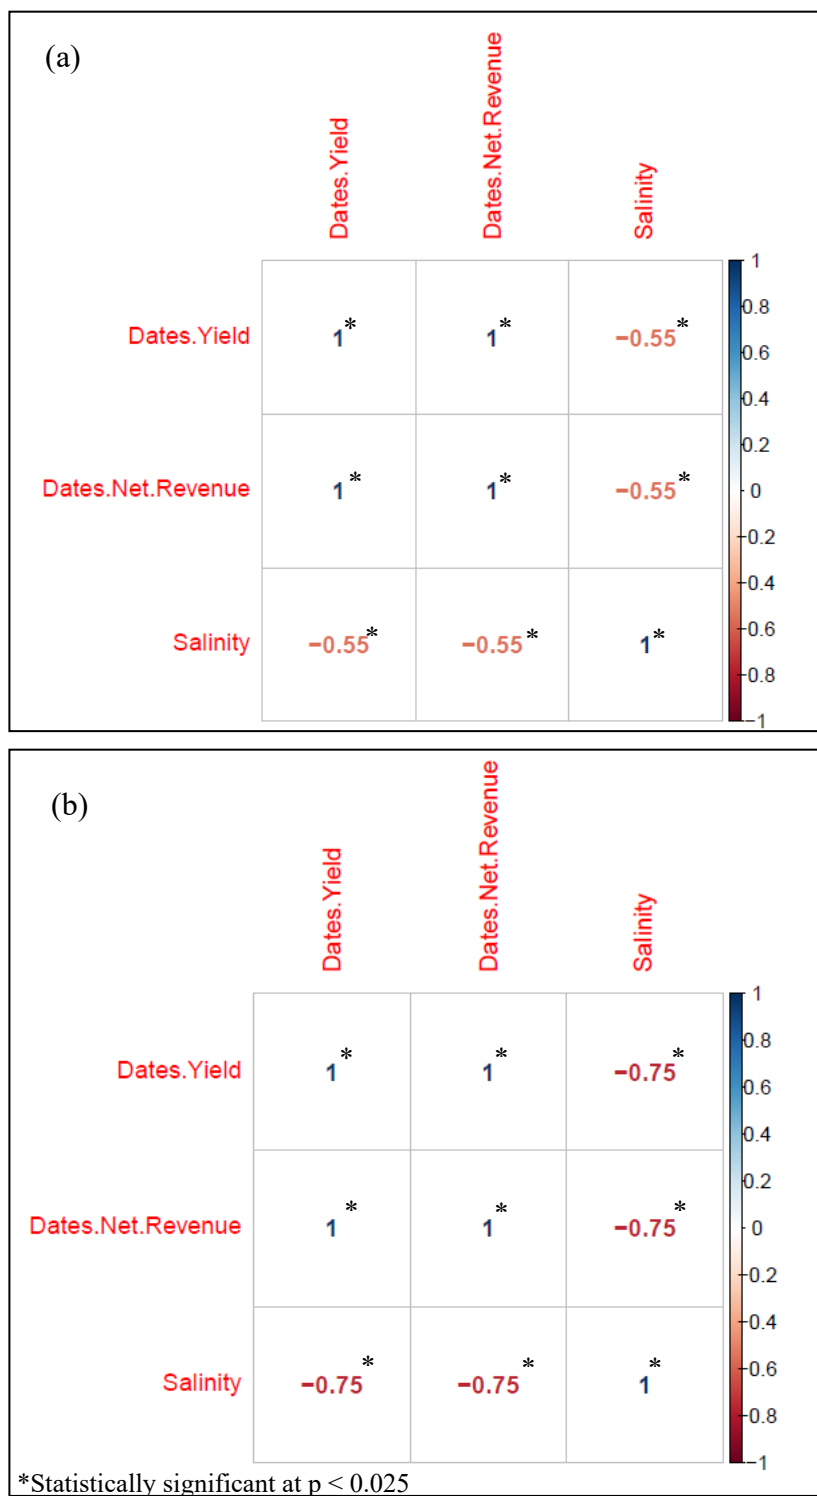 (a)
Dates.Yield
Dates.Net.Revenue
Salinity
Dates.Yield 1* 1* −0.55*
Dates.Net.Revenue 1* 1* −0.55*
Salinity −0.55* −0.55* 1*
1
0.8
0.6
0.4
0.2
0
−0.2
−0.4
−0.6
−0.8
−1
(b)
Dates.Yield
Dates.Net.Revenue
Salinity
Dates.Yield 1* 1* −0.75*
Dates.Net.Revenue 1* 1* −0.75*
Salinity −0.75* −0.75* 1*
1
0.8
0.6
0.4
0.2
0
−0.2
−0.4
−0.6
−0.8
−1
*Statistically significant at p < 0.025